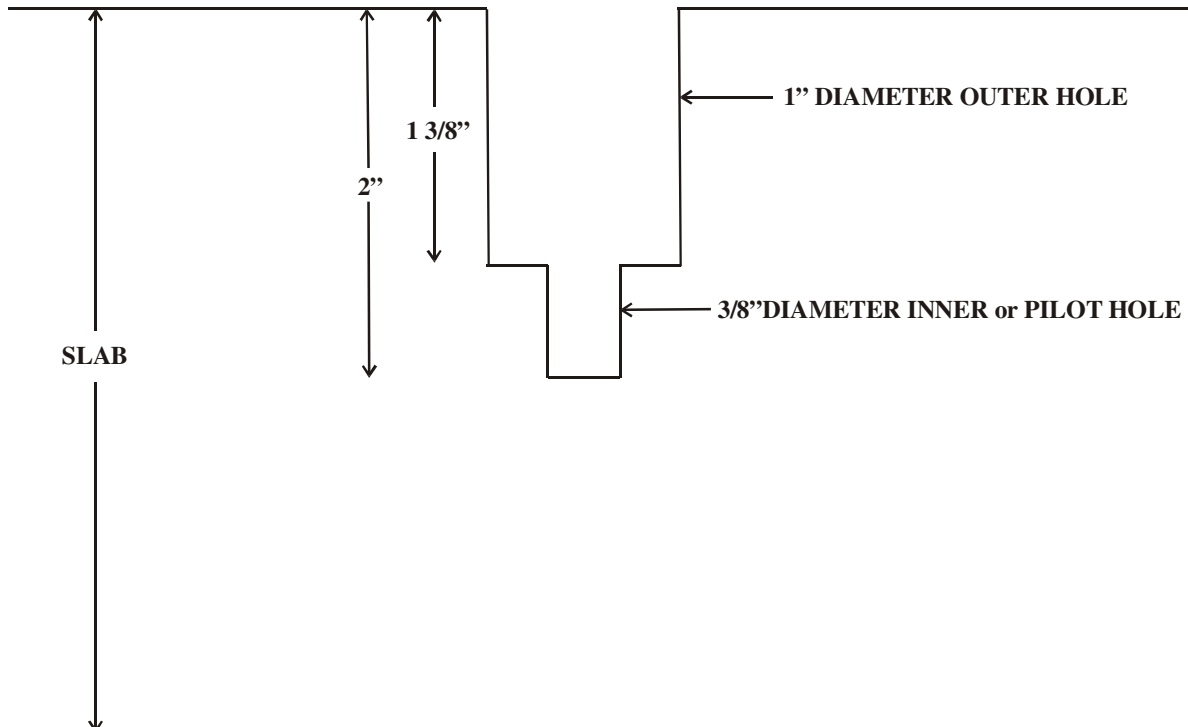 1” DIAMETER OUTER HOLE
1 3/8”
2”
3/8”DIAMETER INNER or PILOT HOLE
SLAB